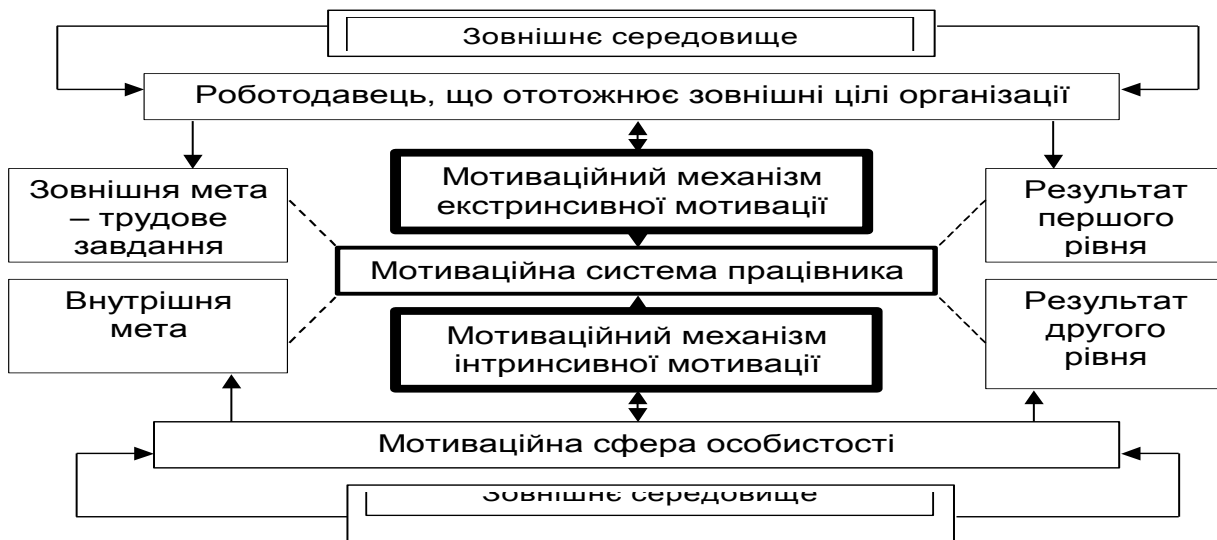 Зовнішнє середовище
Роботодавець, що ототожнює зовнішні цілі організації
Зовнішня мета
– трудове
завдання
Мотиваційний механізм
екстринсивної мотивації
Результат
першого
рівня
Мотиваційна система працівника
Внутрішня
мета
Мотиваційний механізм
інтринсивної мотивації
Результат
другого
рівня
Мотиваційна сфера особистості
Зовнішнє середовище